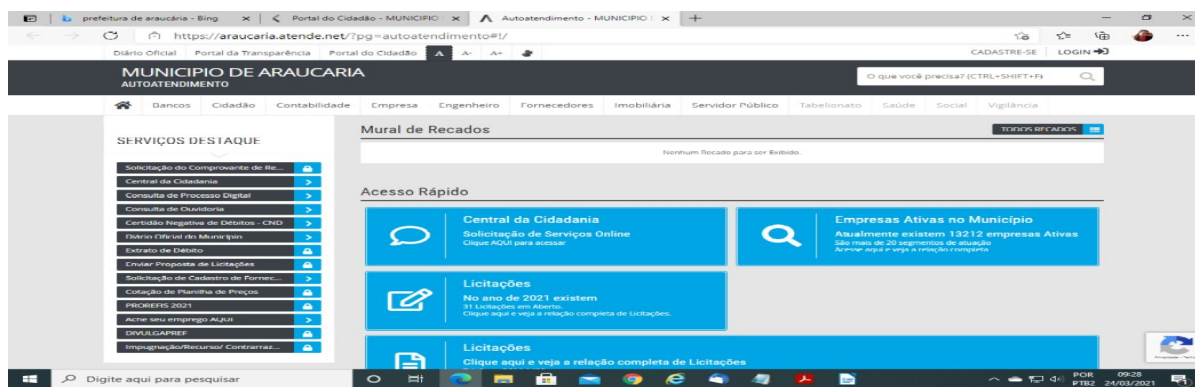 prefeitura de araucária - Bing
Portal do Cidadão - MUNICIPIO
Autoatendimento - MUNICIPIO
https://araucaria.atende.net/?pg=autoatendimento#!/
Diário Oficial Portal da Transparência Portal do Cidadão A A- A+ CADASTRE-SE LOGIN
MUNICIPIO DE ARAUCARIA
AUTOATENDIMENTO
O que você precisa? (CTRL+SHIFT+F
Bancos Cidadão Contabilidade Empresa Engenheiro Fornecedores Imobiliária Servidor Público Tabelionato Saúde Social Vigilância
SERVIÇOS DESTAQUE
Solicitação do Comprovante de Re...
Central da Cidadania
Consulta de Processo Digital
Consulta de Ouvidoria
Certidão Negativa de Débitos - CND
Diário Oficial do Município
Extrato de Débito
Enviar Proposta de Licitações
Solicitação de Cadastro de Fornec...
Cotação de Planilha de Preços
PROREFIS 2021
Ache seu emprego AQUI
DIVULGAPREF
Impugnação/Recurso/ Contrarraz...
Mural de Recados
TODOS RECADOS
Nenhum Recado para ser Exibido.
Acesso Rápido
Central da Cidadania
Solicitação de Serviços Online
Clique AQUI para acessar
Empresas Ativas no Município
Atualmente existem 13212 empresas Ativas
São mais de 20 segmentos de atuação
Acesse aqui e veja a relação completa
Licitações
No ano de 2021 existem
31 Licitações em Aberto.
Clique aqui e veja a relação completa de Licitações.
Licitações
Clique aqui e veja a relação completa de Licitações
Digite aqui para pesquisar
POR
PTB2
09:28
24/03/2021